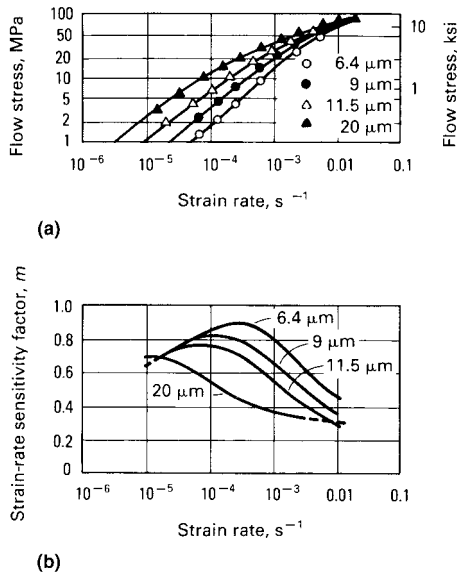 Flow stress, MPa
100
50
20
10
5
2
1
10
1
Flow stress, ksi
6.4 μm
9 μm
11.5 μm
20 μm
10⁻⁶ 10⁻⁵ 10⁻⁴ 10⁻³ 0.01 0.1
Strain rate, s⁻¹
(a)
Strain-rate sensitivity factor, m
1.0
0.8
0.6
0.4
0.2
0
6.4 μm
9 μm
11.5 μm
20 μm
10⁻⁶ 10⁻⁵ 10⁻⁴ 10⁻³ 0.01 0.1
Strain rate, s⁻¹
(b)